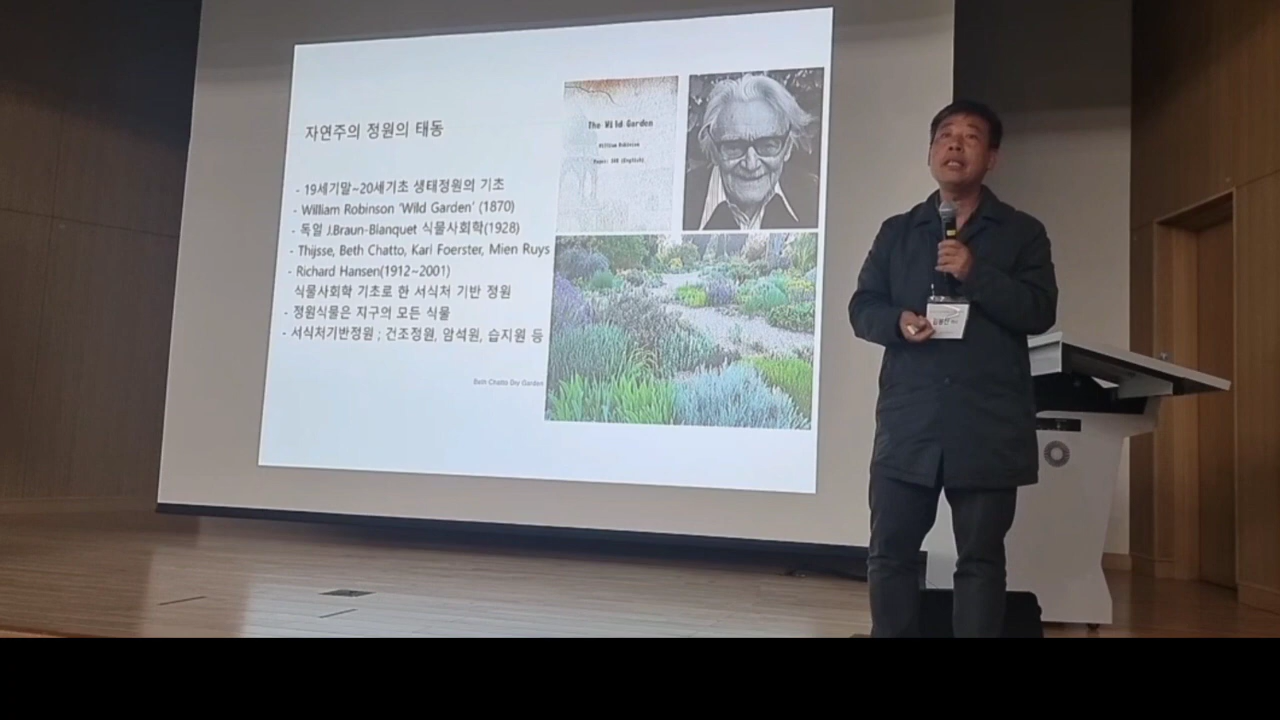 자연주의 정원의 태동
- 19세기말~20세기초 생태정원의 기초
- William Robinson 'Wild Garden' (1870)
- 독일 J.Braun-Blanquet 식물사회학(1928)
- Thijsse, Beth Chatto, Karl Foerster, Mien Ruys
- Richard Hansen(1912~2001)
식물사회학 기초로 한 서식처 기반 정원
- 정원식물은 지구의 모든 식물
- 서식처기반정원 ; 건조정원, 암석원, 습지원 등
Beth Chatto Dry Garden
The Wild Garden
William Robinson